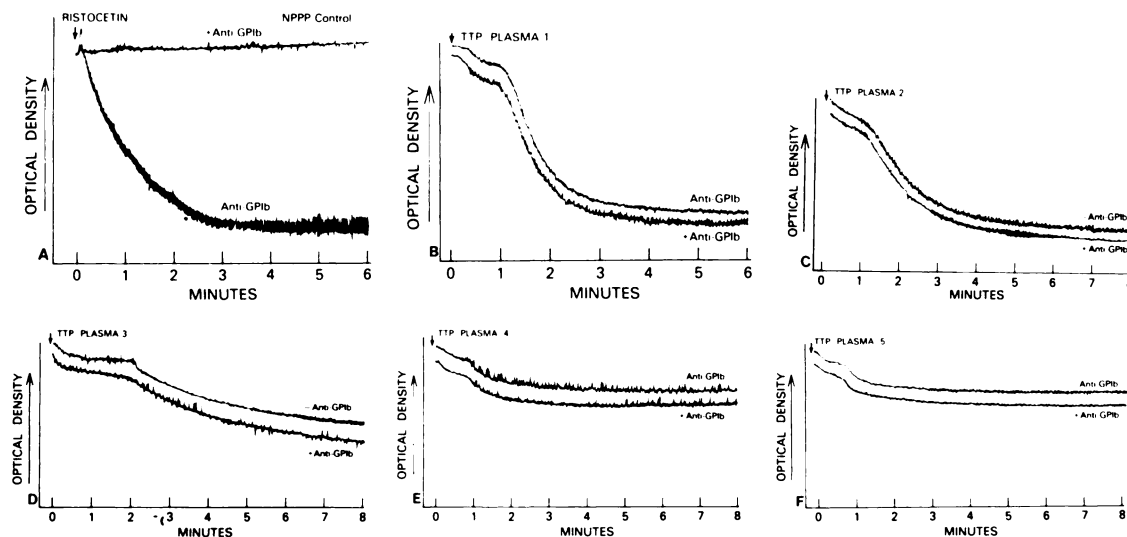 RISTOCETIN
NPPP Control
• Anti GPIb
Anti-GPIb
OPTICAL DENSITY
A
0 1 2 3 4 5 6
MINUTES
TTP PLASMA 1
Anti-GPIb
• Anti-GPIb
OPTICAL DENSITY
B
0 1 2 3 4 5 6
MINUTES
TTP PLASMA 2
Anti GPIb
• Anti-GPIb
OPTICAL DENSITY
C
0 1 2 3 4 5 6 7
MINUTES
TTP PLASMA 3
– Anti GPIb
• Anti-GPIb
OPTICAL DENSITY
D
0 1 2 3 4 5 6 7 8
MINUTES
TTP PLASMA 4
Anti GPIb
• Anti-GPIb
OPTICAL DENSITY
E
0 1 2 3 4 5 6 7 8
MINUTES
TTP PLASMA 5
Anti GPIb
• Anti-GPIb
OPTICAL DENSITY
F
0 1 2 3 4 5 6 7 8
MINUTES